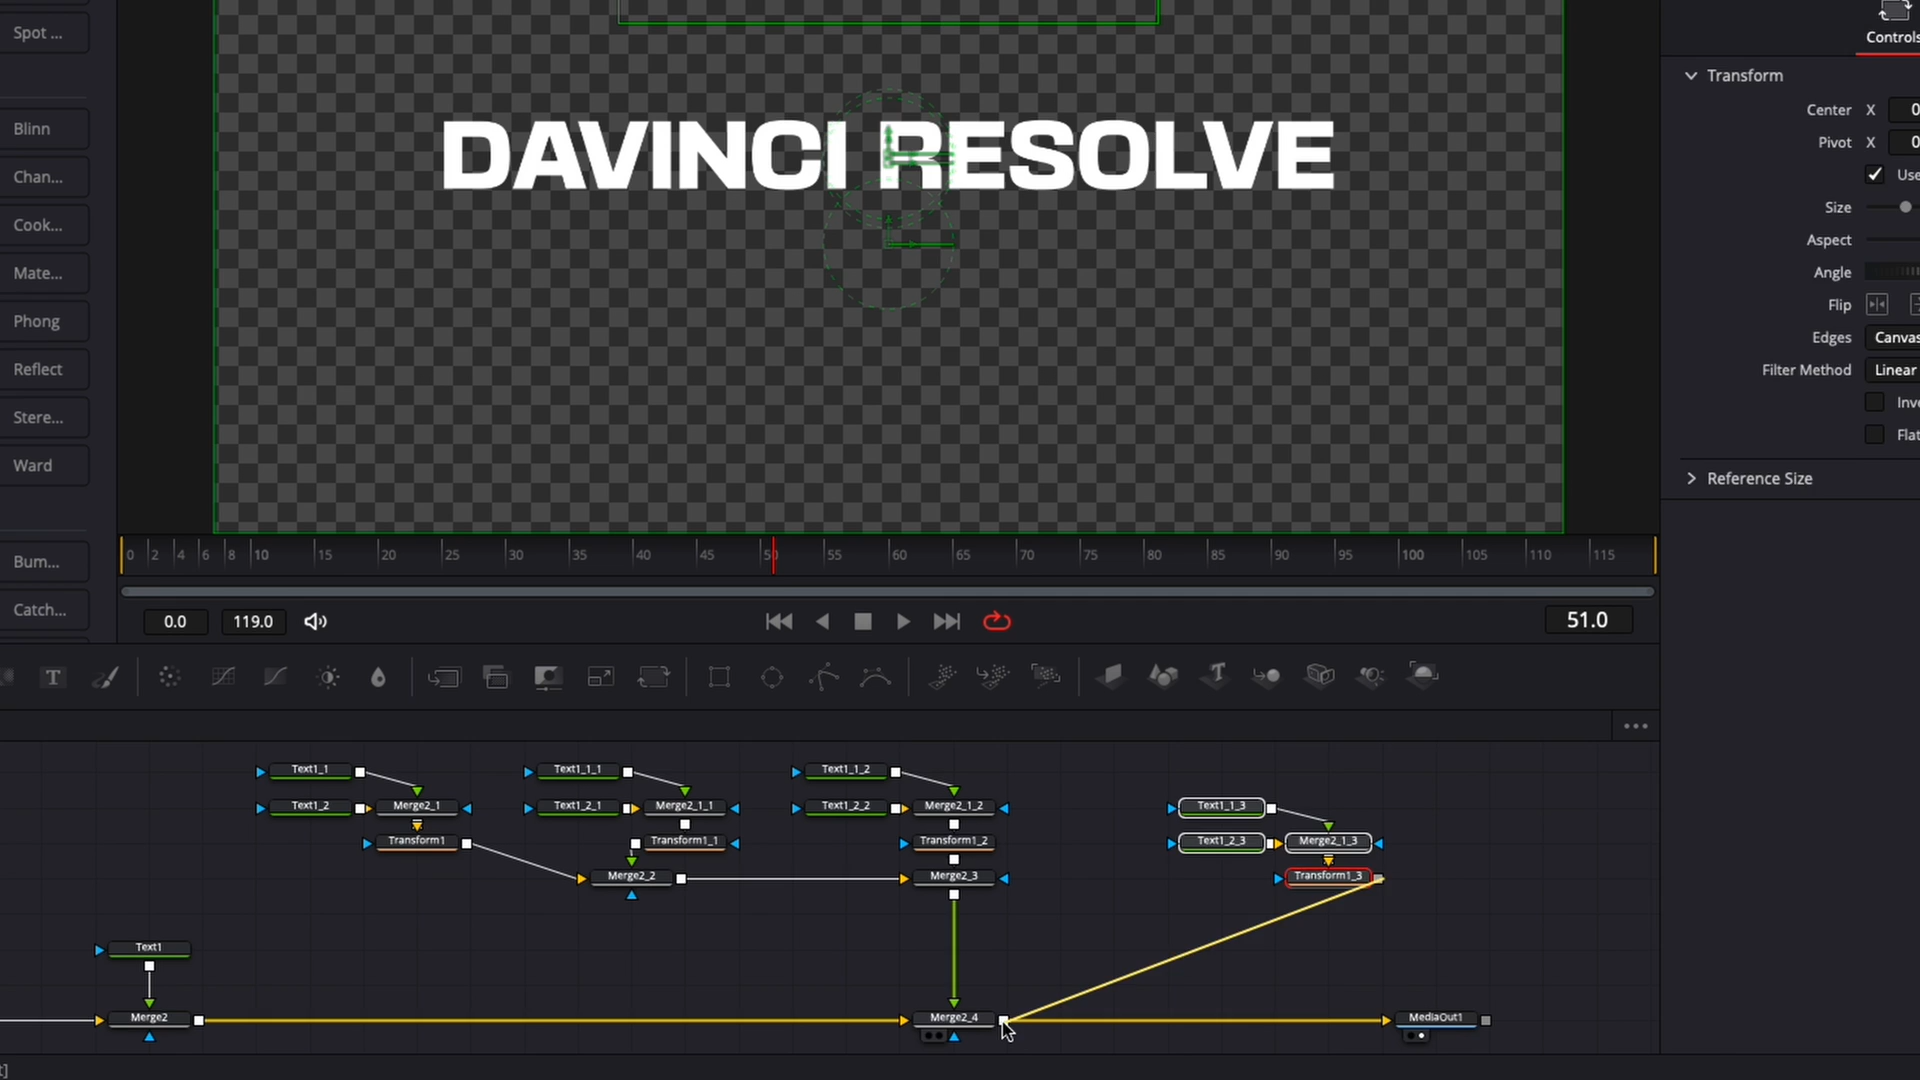 Spot ...
Blinn
Chan...
Cook...
Mate...
Phong
Reflect
Stere...
Ward
Bum...
Catch...
DAVINCI RESOLVE
Controls
Transform
Center X 0
Pivot X 0
Use
Size
Aspect
Angle
Flip
Edges Canvas
Filter Method Linear
Inve
Flat
Reference Size
0 2 4 6 8 10 15 20 25 30 35 40 45 50 55 60 65 70 75 80 85 90 95 100 105 110 115
0.0 119.0 51.0
Text1_1 Text1_1_1 Text1_1_2
Text1_2 Merge2_1 Text1_2_1 Merge2_1_1 Text1_2_2 Merge2_1_2 Text1_1_3
Transform1 Transform1_1 Transform1_2 Text1_2_3 Merge2_1_3
Merge2_2 Merge2_3 Transform1_3
Text1
Merge2 Merge2_4 MediaOut1
t]